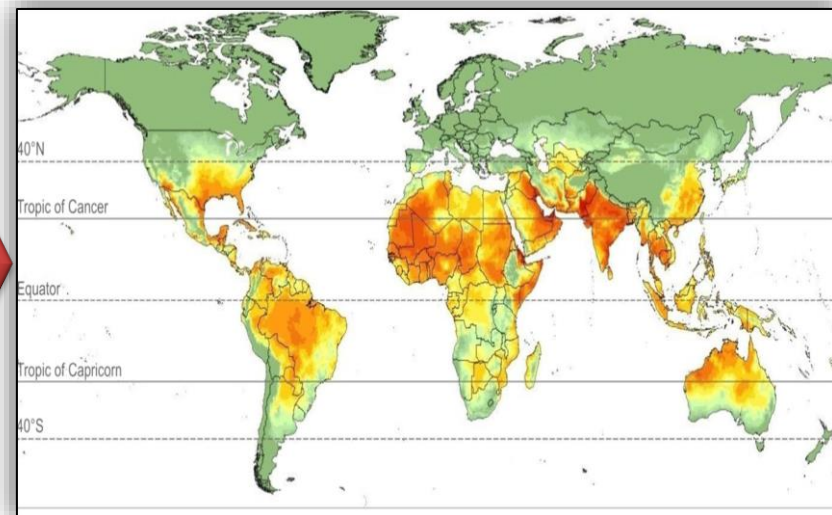 40°N
Tropic of Cancer
Equator
Tropic of Capricorn
40°S